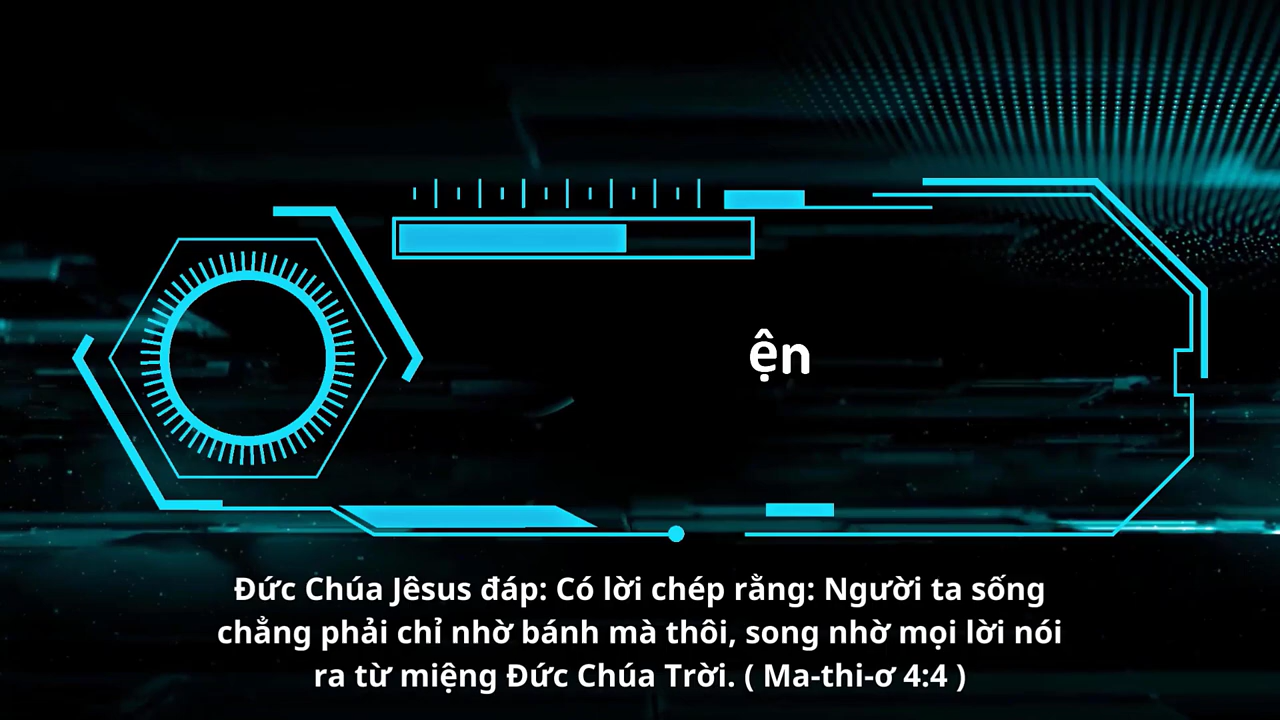 ện
Đức Chúa Jêsus đáp: Có lời chép rằng: Người ta sống
chẳng phải chỉ nhờ bánh mà thôi, song nhờ mọi lời nói
ra từ miệng Đức Chúa Trời. ( Ma-thi-ơ 4:4 )